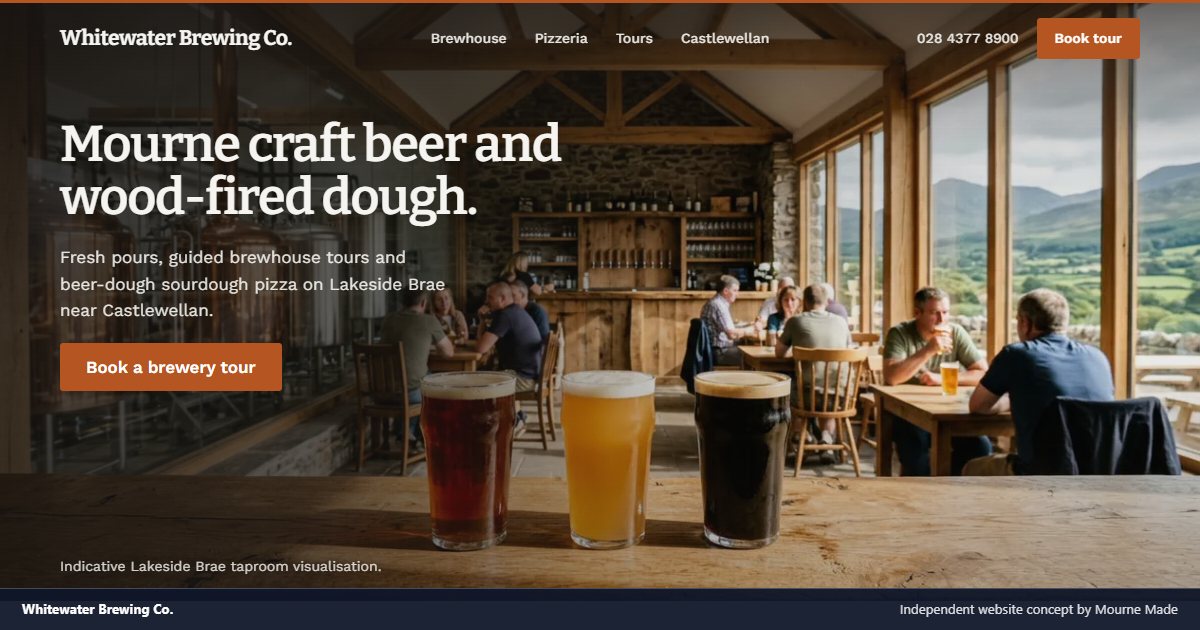 Whitewater Brewing Co.
Brewhouse Pizzeria Tours Castlewellan
028 4377 8900
Book tour
Mourne craft beer and
wood-fired dough.
Fresh pours, guided brewhouse tours and
beer-dough sourdough pizza on Lakeside Brae
near Castlewellan.
Book a brewery tour
Indicative Lakeside Brae taproom visualisation.
Whitewater Brewing Co.
Independent website concept by Mourne Made